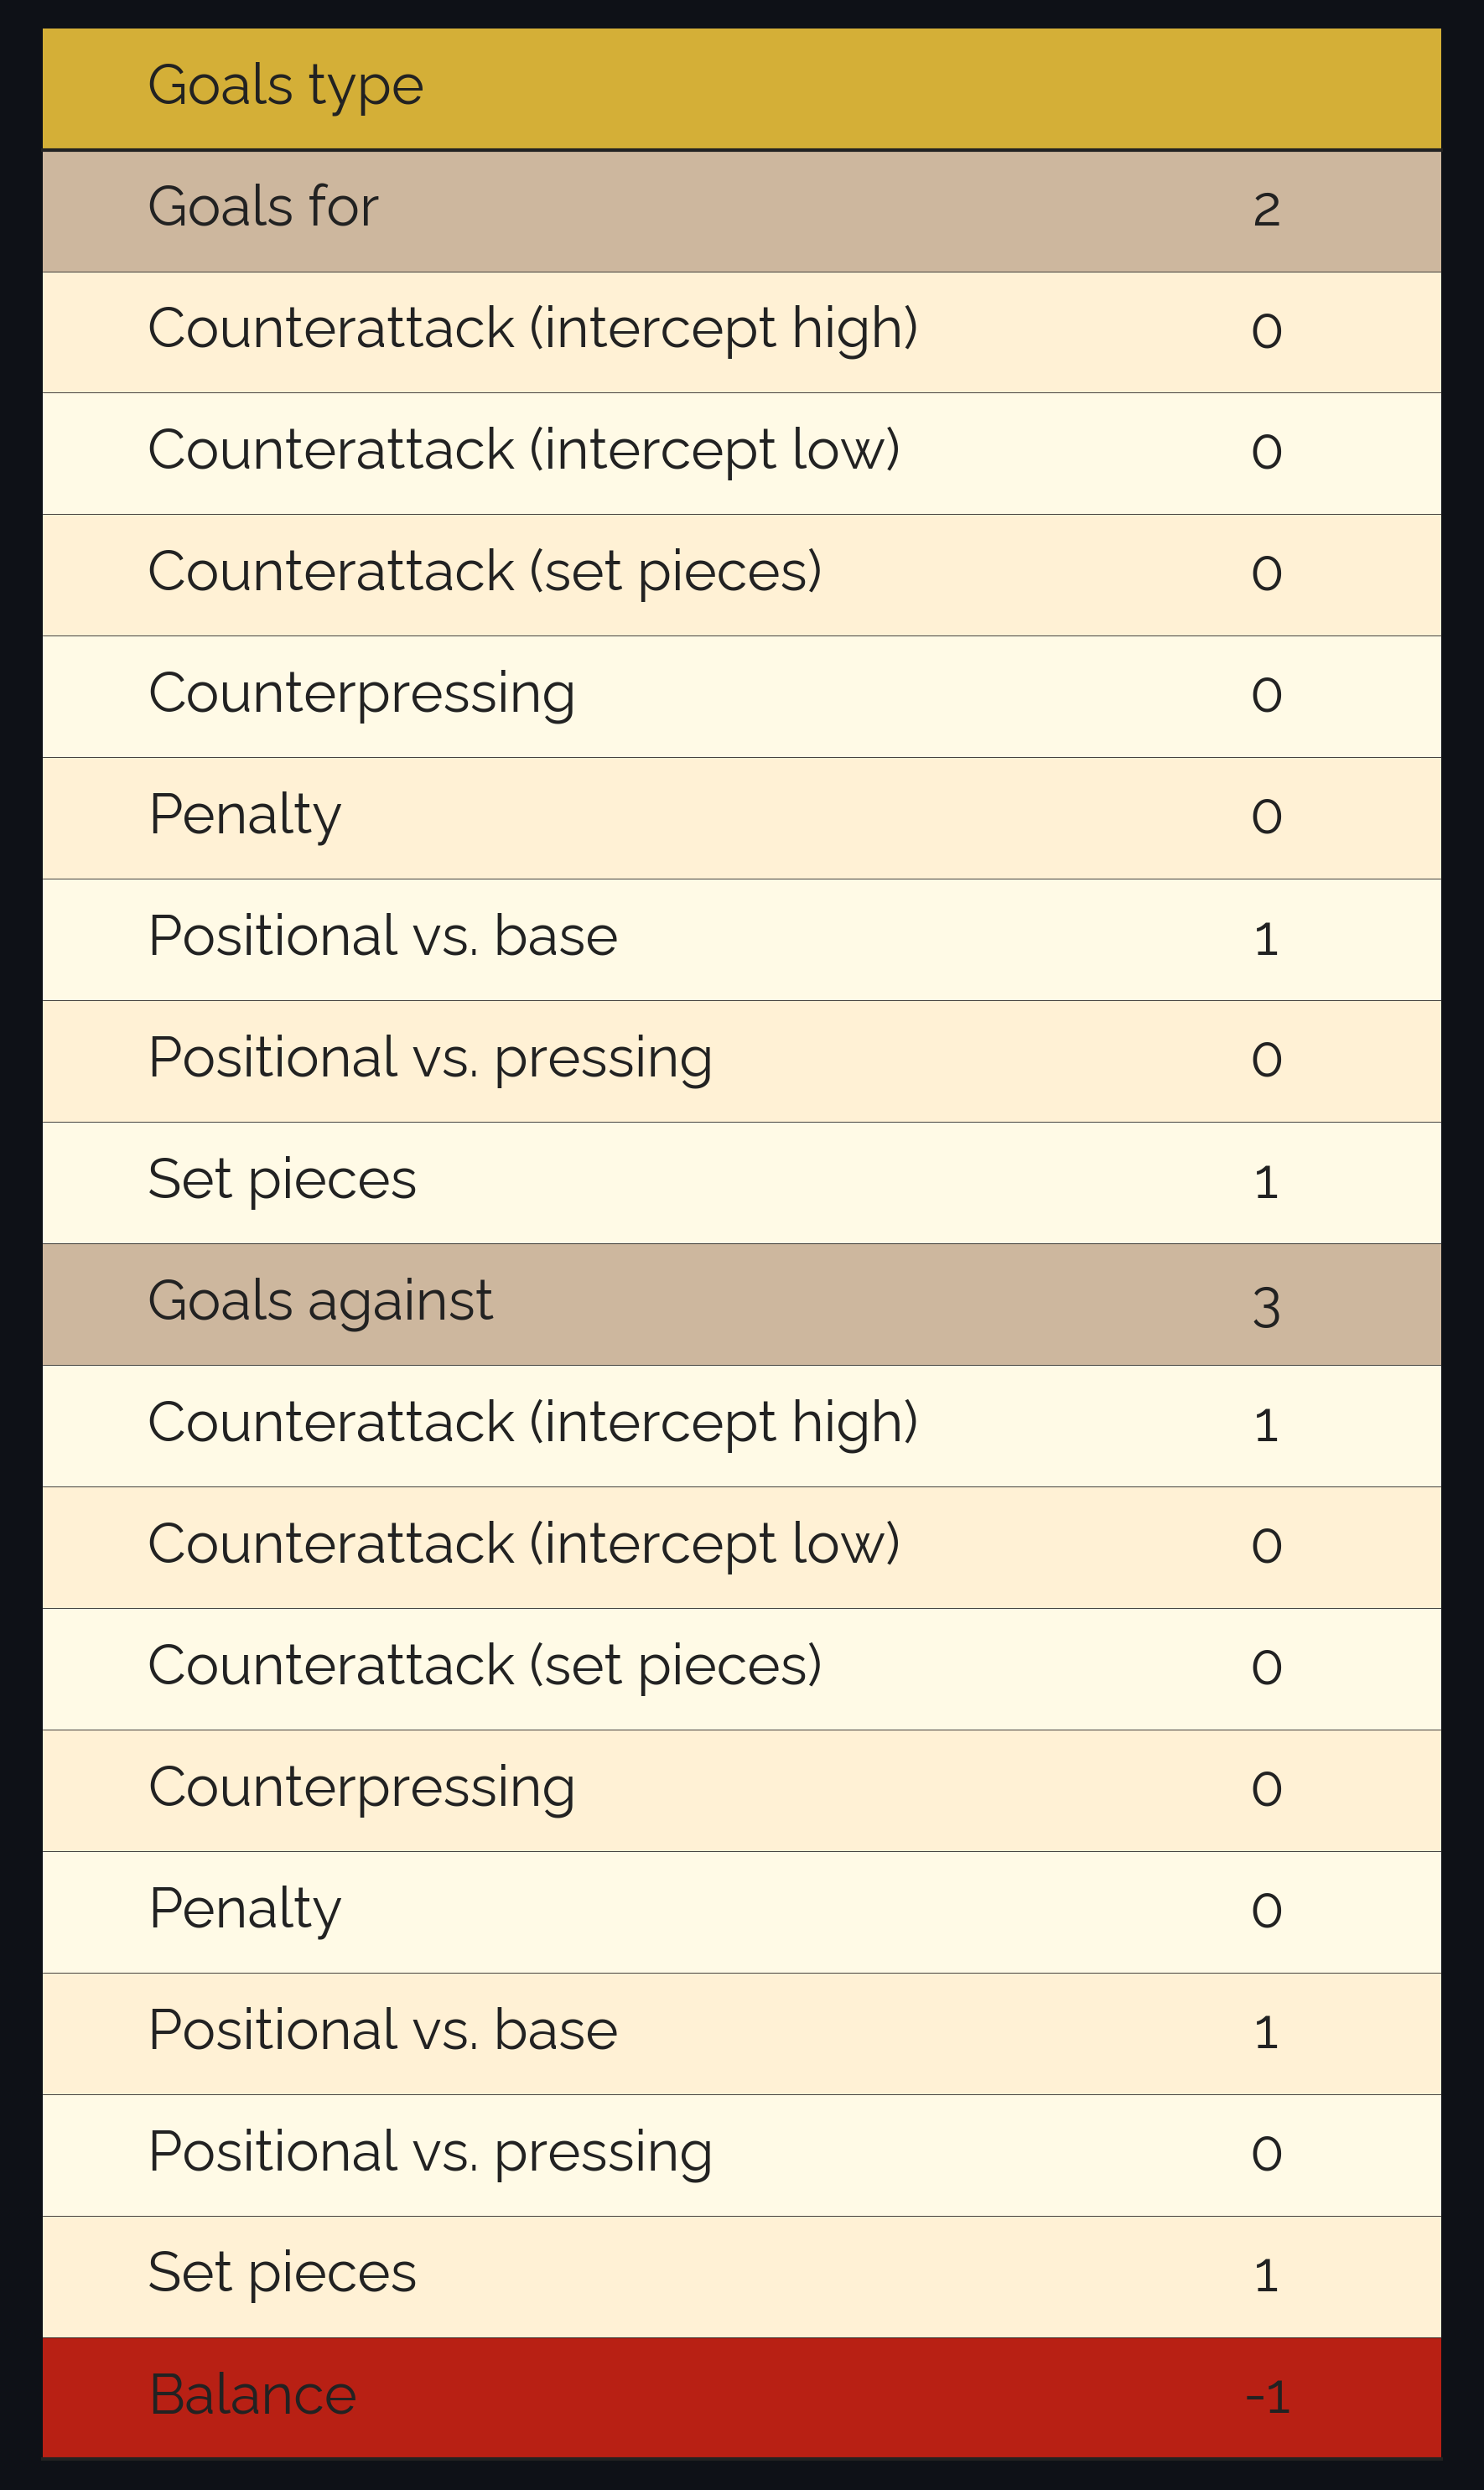 Goals type
Goals for 2
Counterattack (intercept high) 0
Counterattack (intercept low) 0
Counterattack (set pieces) 0
Counterpressing 0
Penalty 0
Positional vs. base 1
Positional vs. pressing 0
Set pieces 1
Goals against 3
Counterattack (intercept high) 1
Counterattack (intercept low) 0
Counterattack (set pieces) 0
Counterpressing 0
Penalty 0
Positional vs. base 1
Positional vs. pressing 0
Set pieces 1
Balance -1